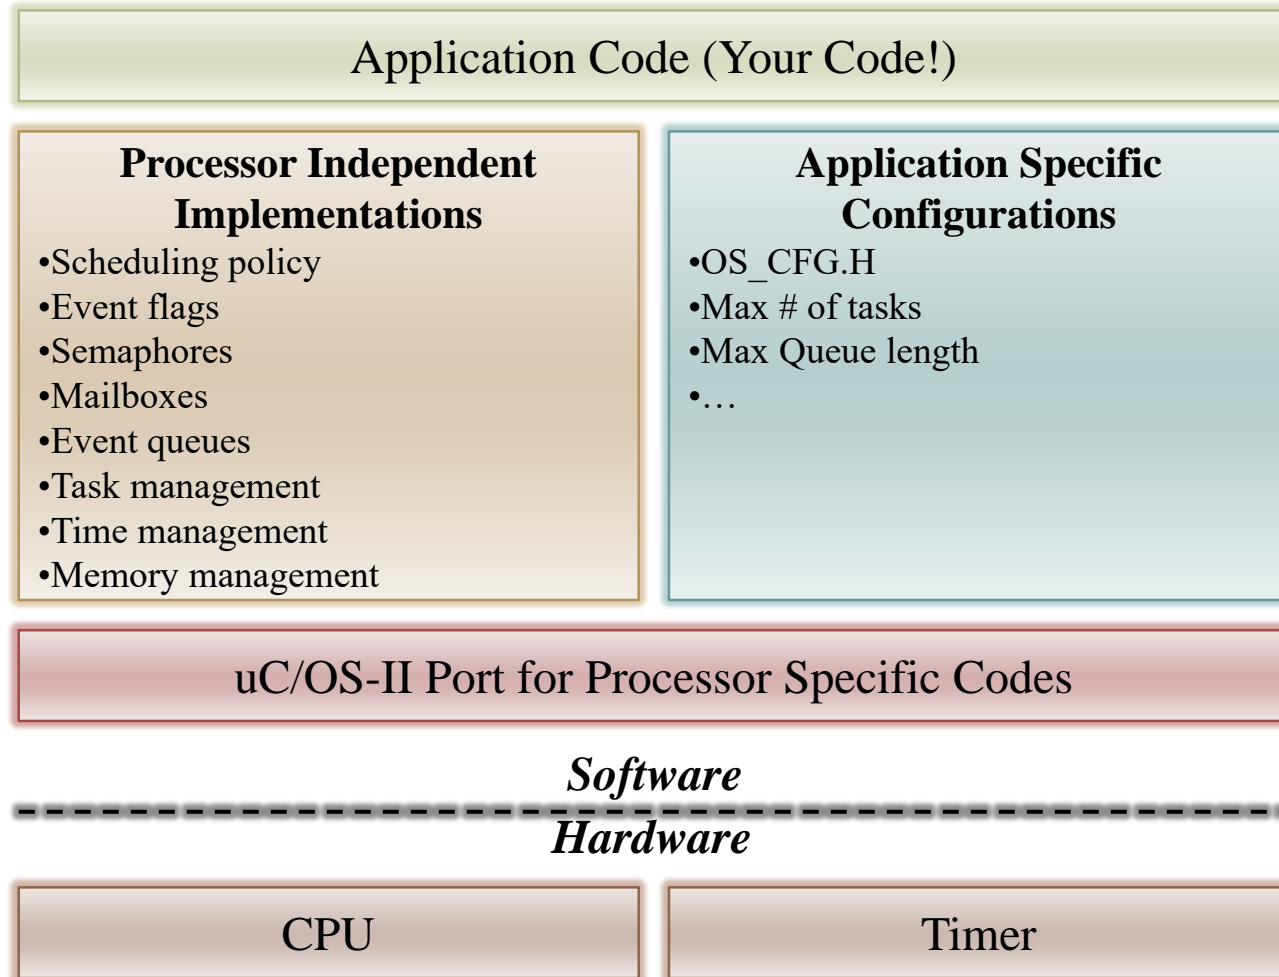 Application Code (Your Code!)
Processor Independent
Implementations
•Scheduling policy
•Event flags
•Semaphores
•Mailboxes
•Event queues
•Task management
•Time management
•Memory management
Application Specific
Configurations
•OS_CFG.H
•Max # of tasks
•Max Queue length
•…
uC/OS-II Port for Processor Specific Codes
Software
Hardware
CPU
Timer